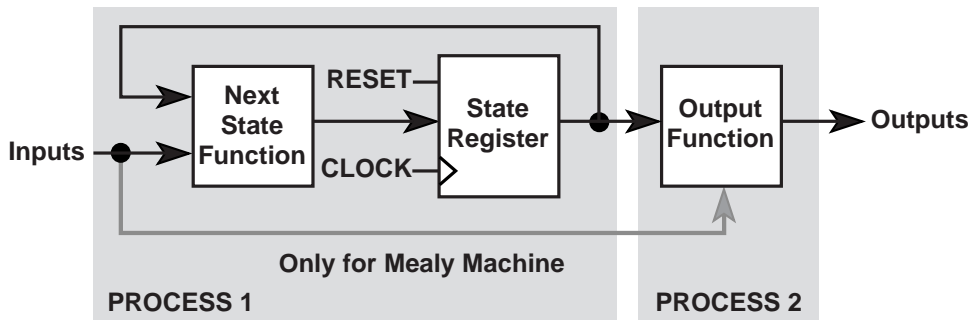 RESET
Next
State
Function
State
Register
Output
Function
Outputs
Inputs
CLOCK
Only for Mealy Machine
PROCESS 1
PROCESS 2